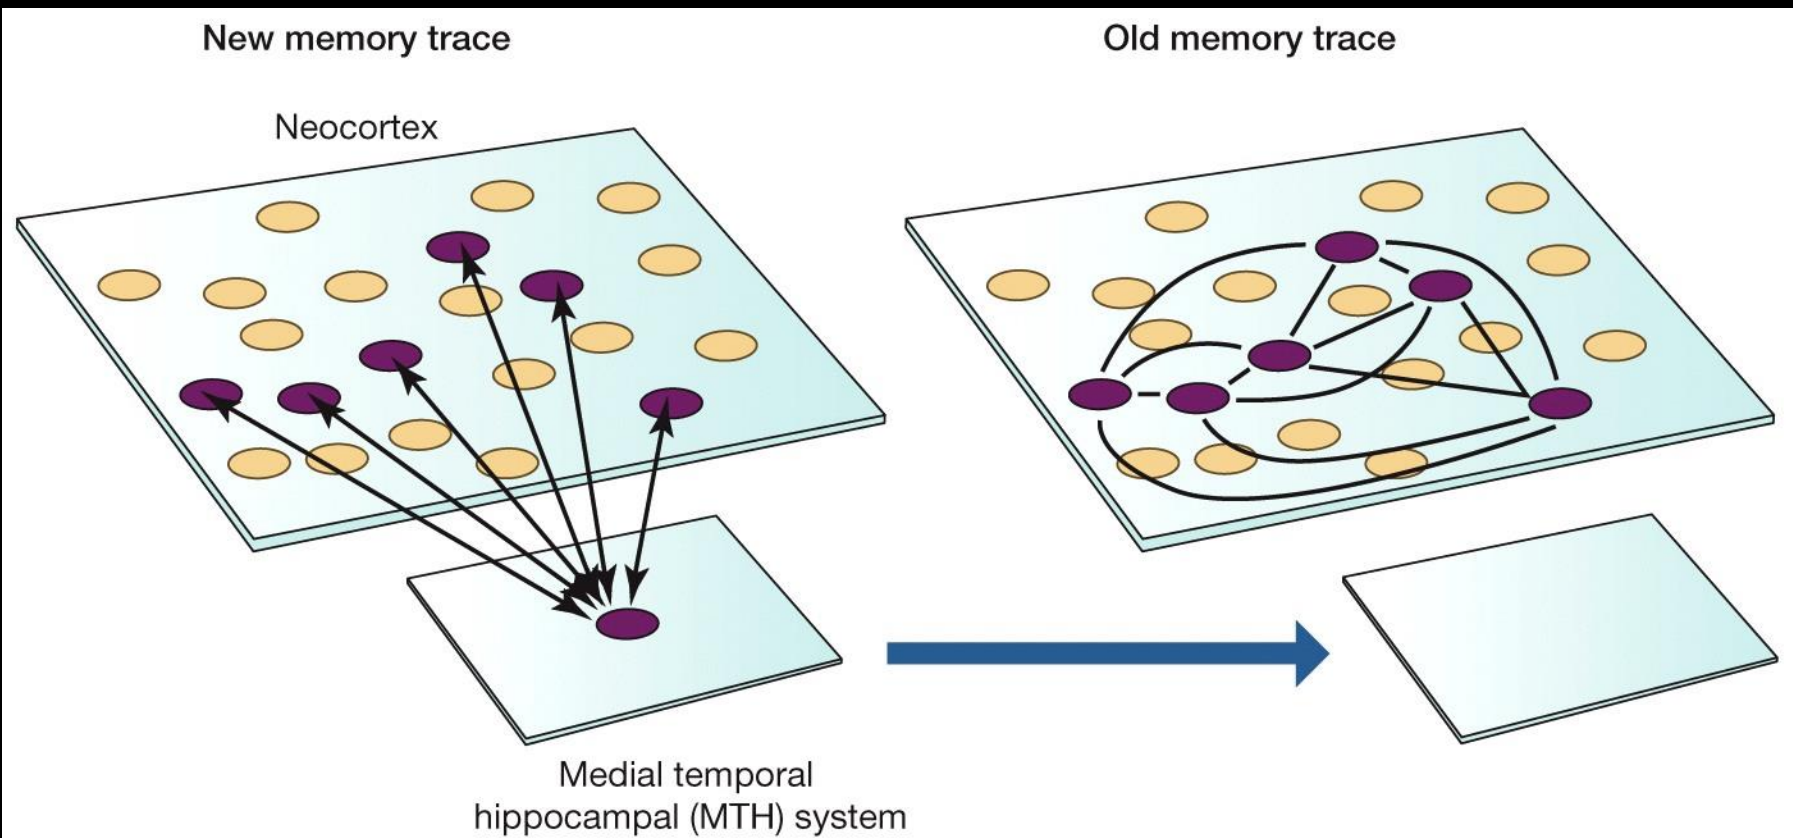 New memory trace
Old memory trace
Neocortex
Medial temporal
hippocampal (MTH) system